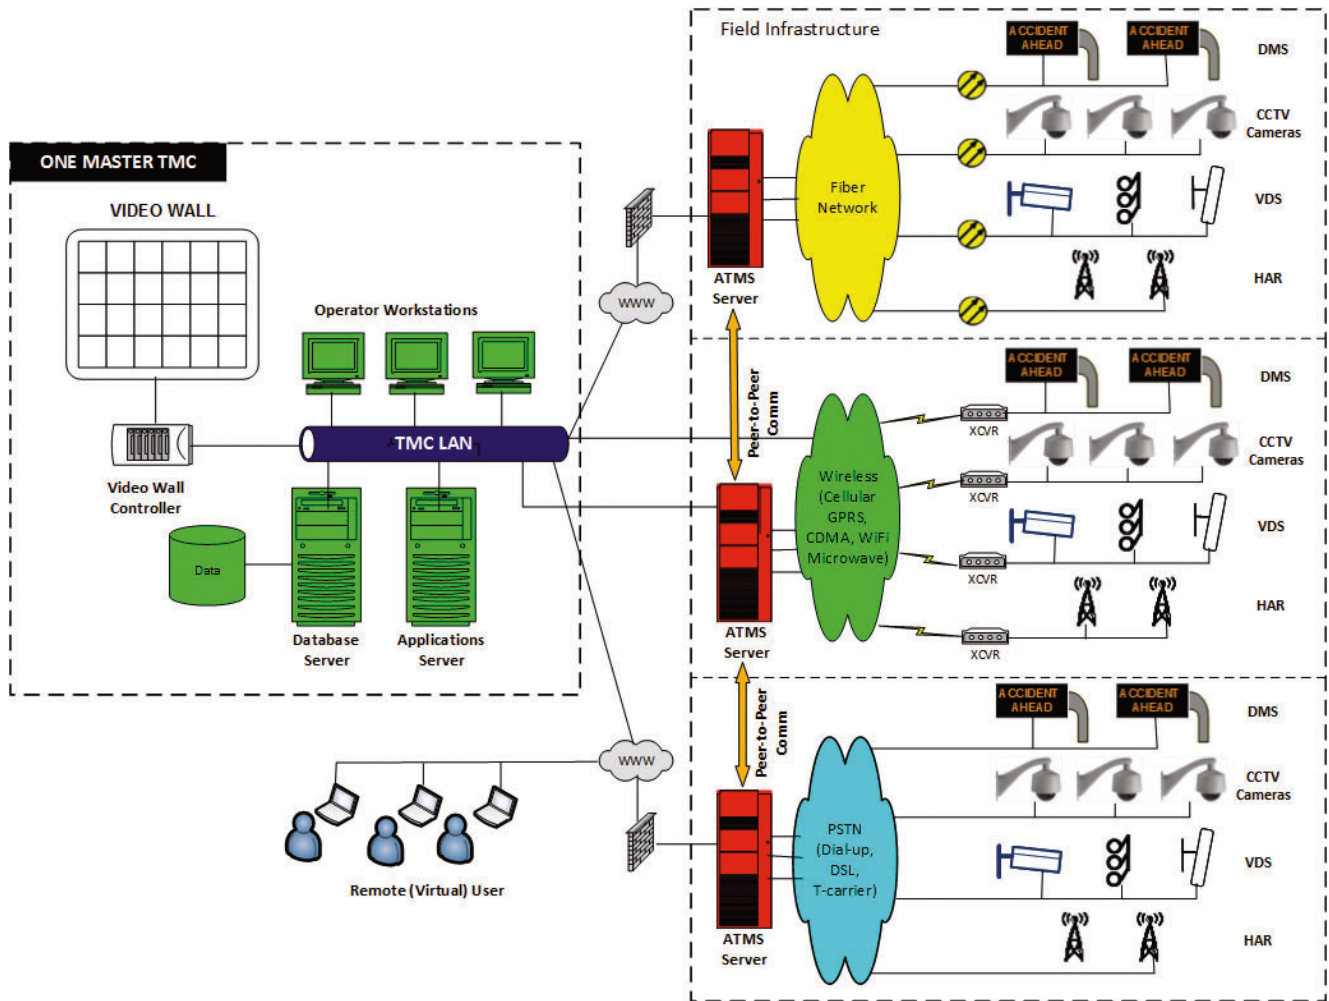 Field Infrastructure
ACCIDENT
AHEAD
ACCIDENT
AHEAD
DMS
CCTV
Cameras
ONE MASTER TMC
VIDEO WALL
Fiber
Network
VDS
ATMS
Server
HAR
WWW
Operator Workstations
ACCIDENT
AHEAD
ACCIDENT
AHEAD
DMS
Peer-to-Peer
Comm
XCVR
TMC LAN
CCTV
Cameras
Video Wall
Controller
Wireless
(Cellular
GPRS,
CDMA, WiFi
Microwave)
XCVR
VDS
Data
XCVR
HAR
Database
Server
Applications
Server
ATMS
Server
XCVR
ACCIDENT
AHEAD
ACCIDENT
AHEAD
DMS
Peer-to-Peer
Comm
WWW
CCTV
Cameras
PSTN
(Dial-up,
DSL,
T-carrier)
VDS
Remote (Virtual) User
ATMS
Server
HAR